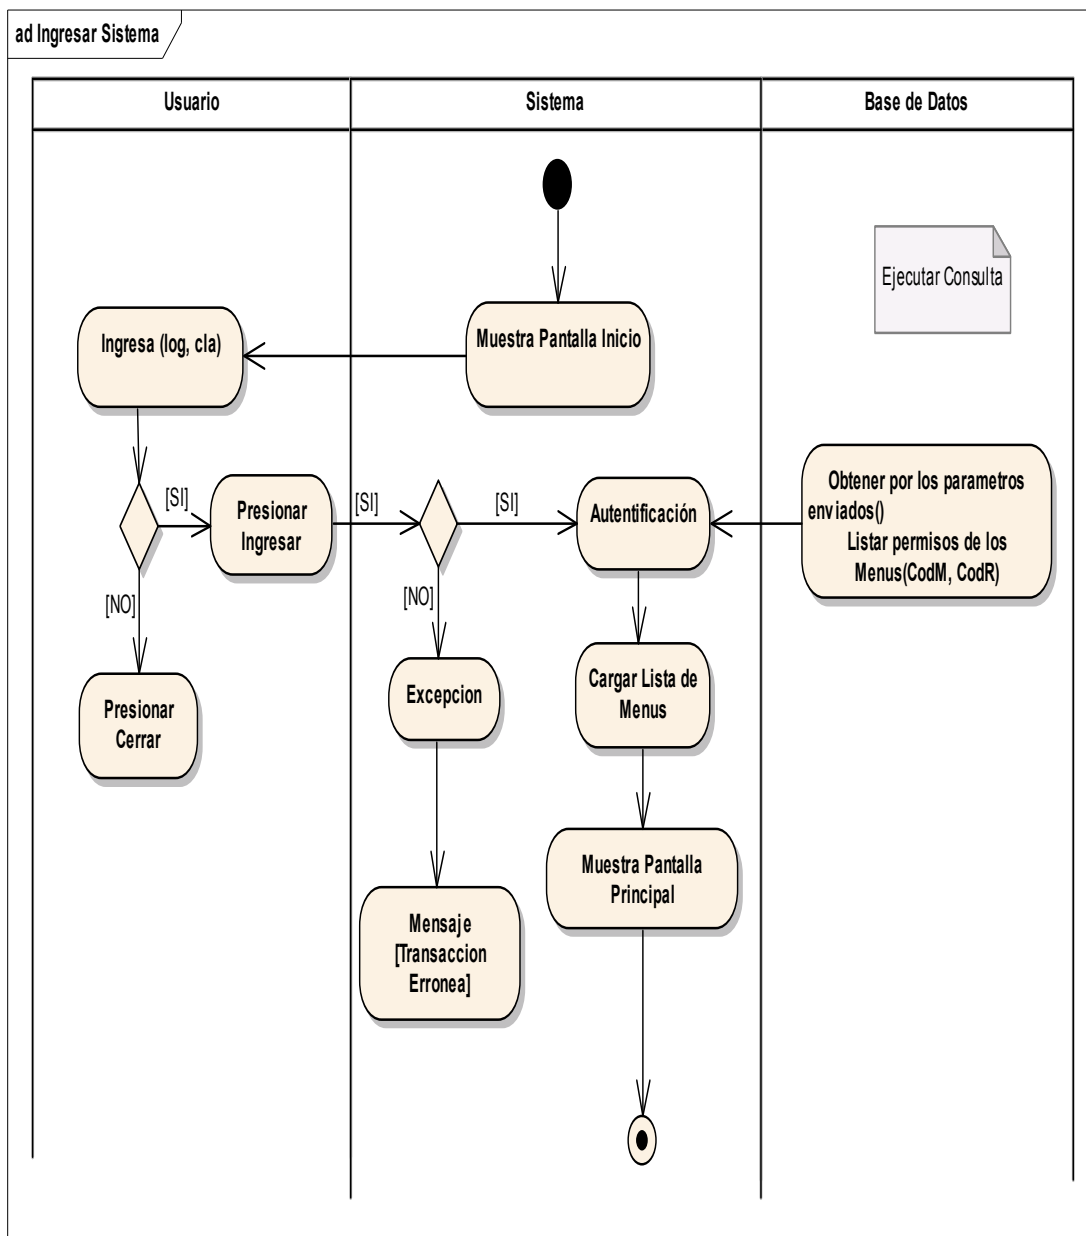 ad Ingresar Sistema
Usuario
Sistema
Base de Datos
Ejecutar Consulta
Ingresa (log, cla)
Muestra Pantalla Inicio
[SI]
Presionar
Ingresar
[SI]
[SI]
Autentificación
Obtener por los parametros
enviados()
Listar permisos de los
Menus(CodM, CodR)
[NO]
[NO]
Presionar
Cerrar
Excepcion
Cargar Lista de
Menus
Muestra Pantalla
Principal
Mensaje
[Transaccion
Erronea]